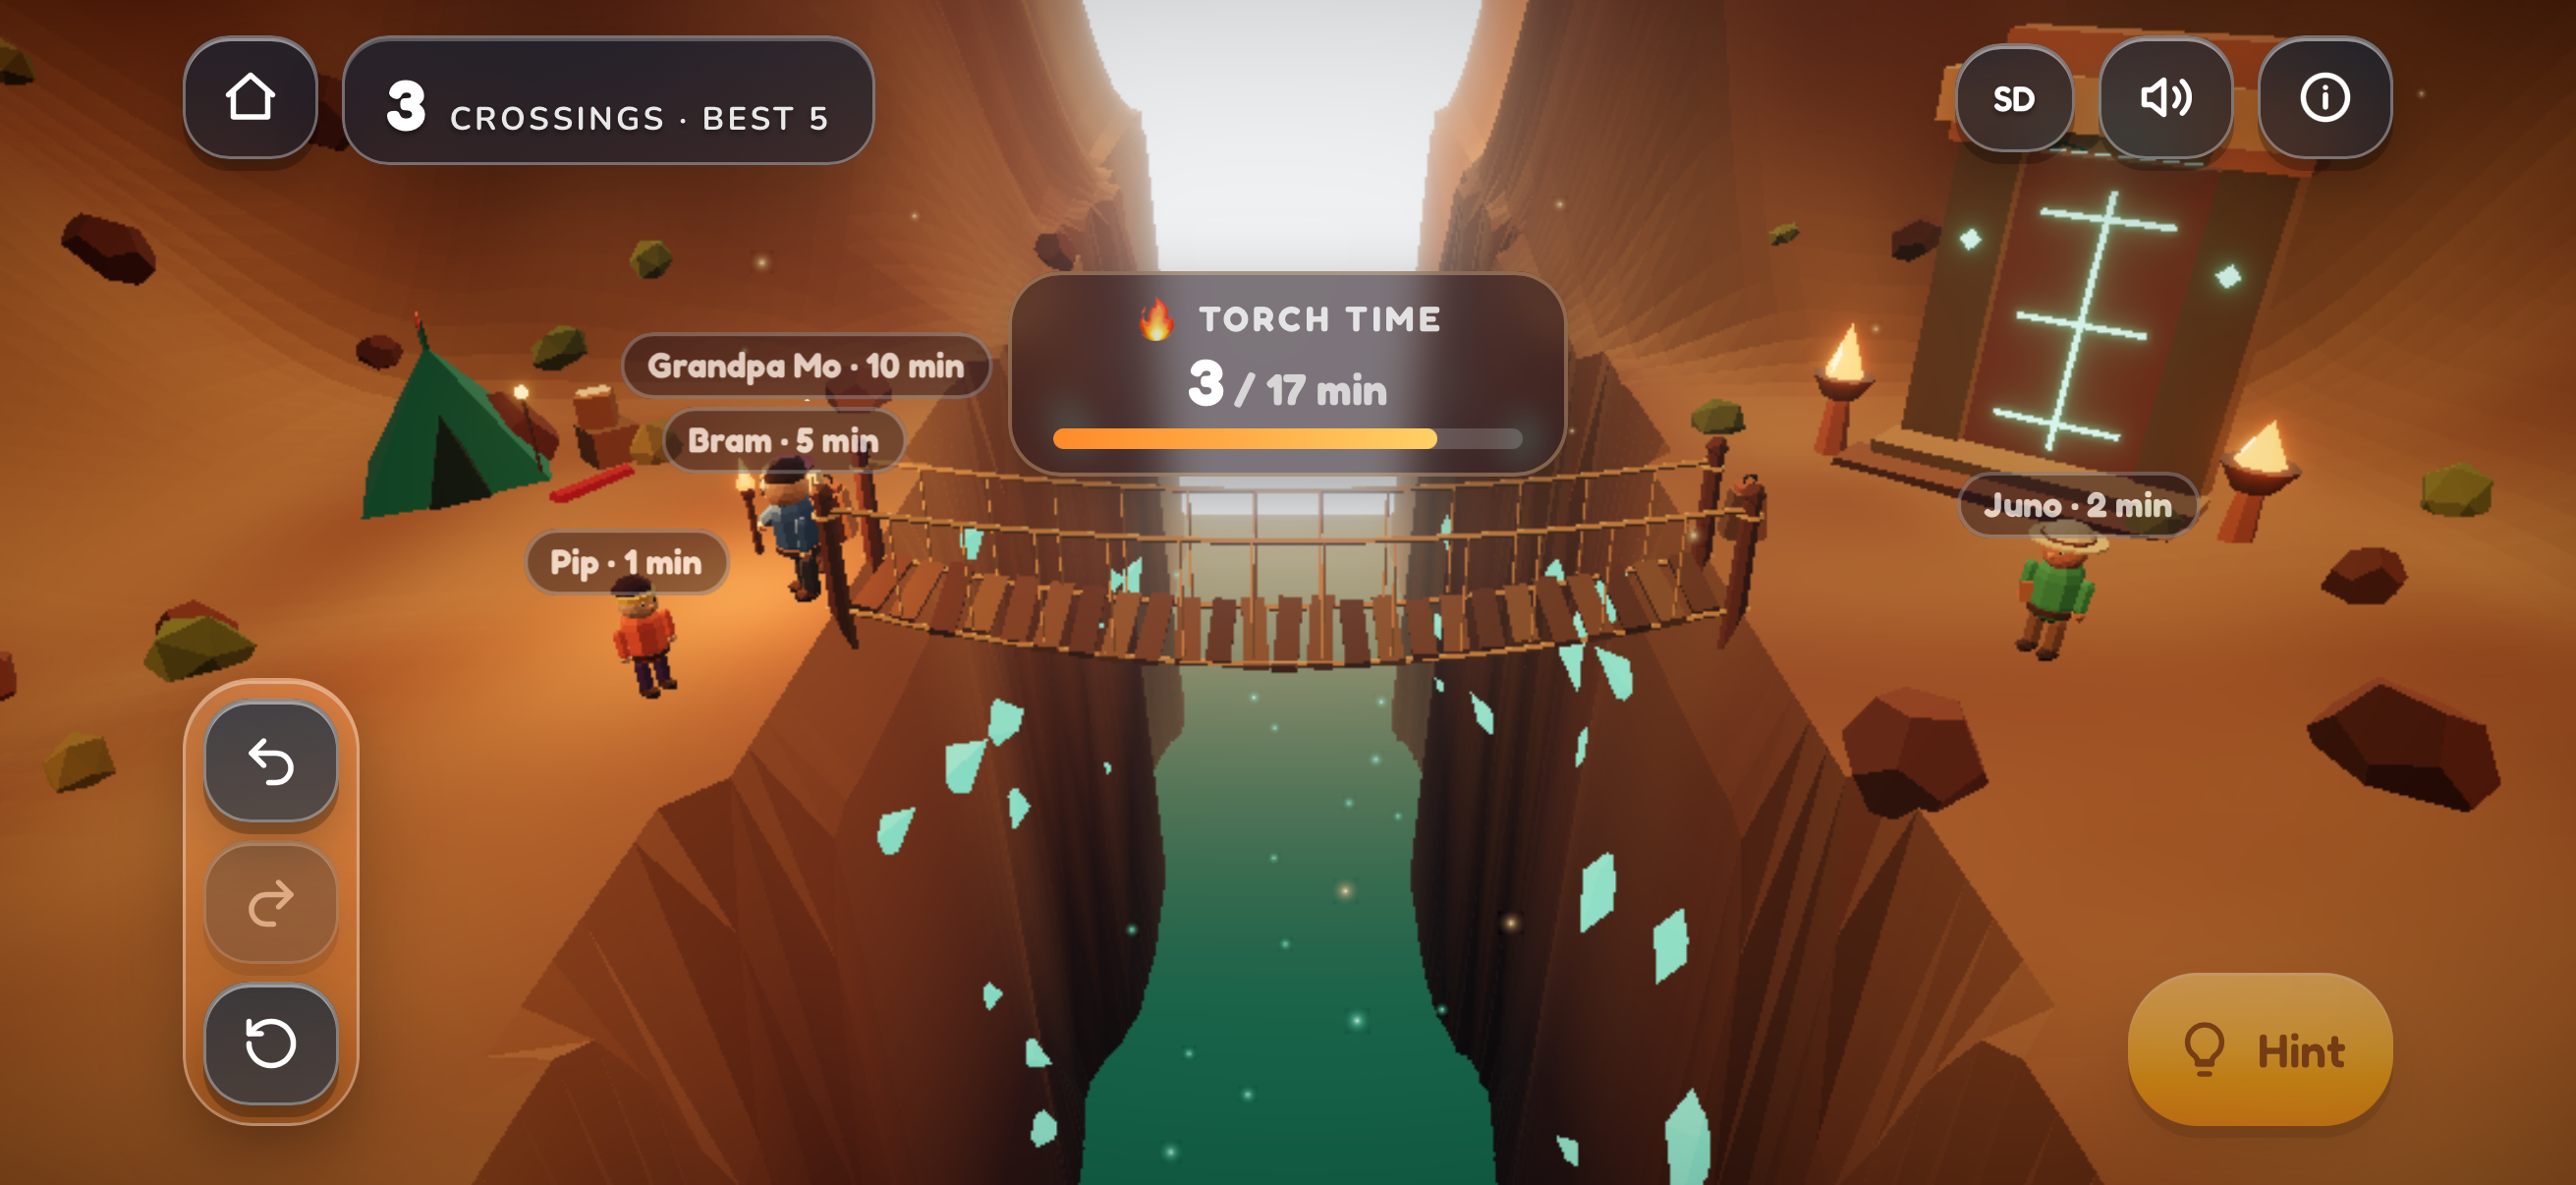 3 CROSSINGS · BEST 5
SD
🔥 TORCH TIME
3 / 17 min
Grandpa Mo · 10 min
Bram · 5 min
Pip · 1 min
Juno · 2 min
Hint